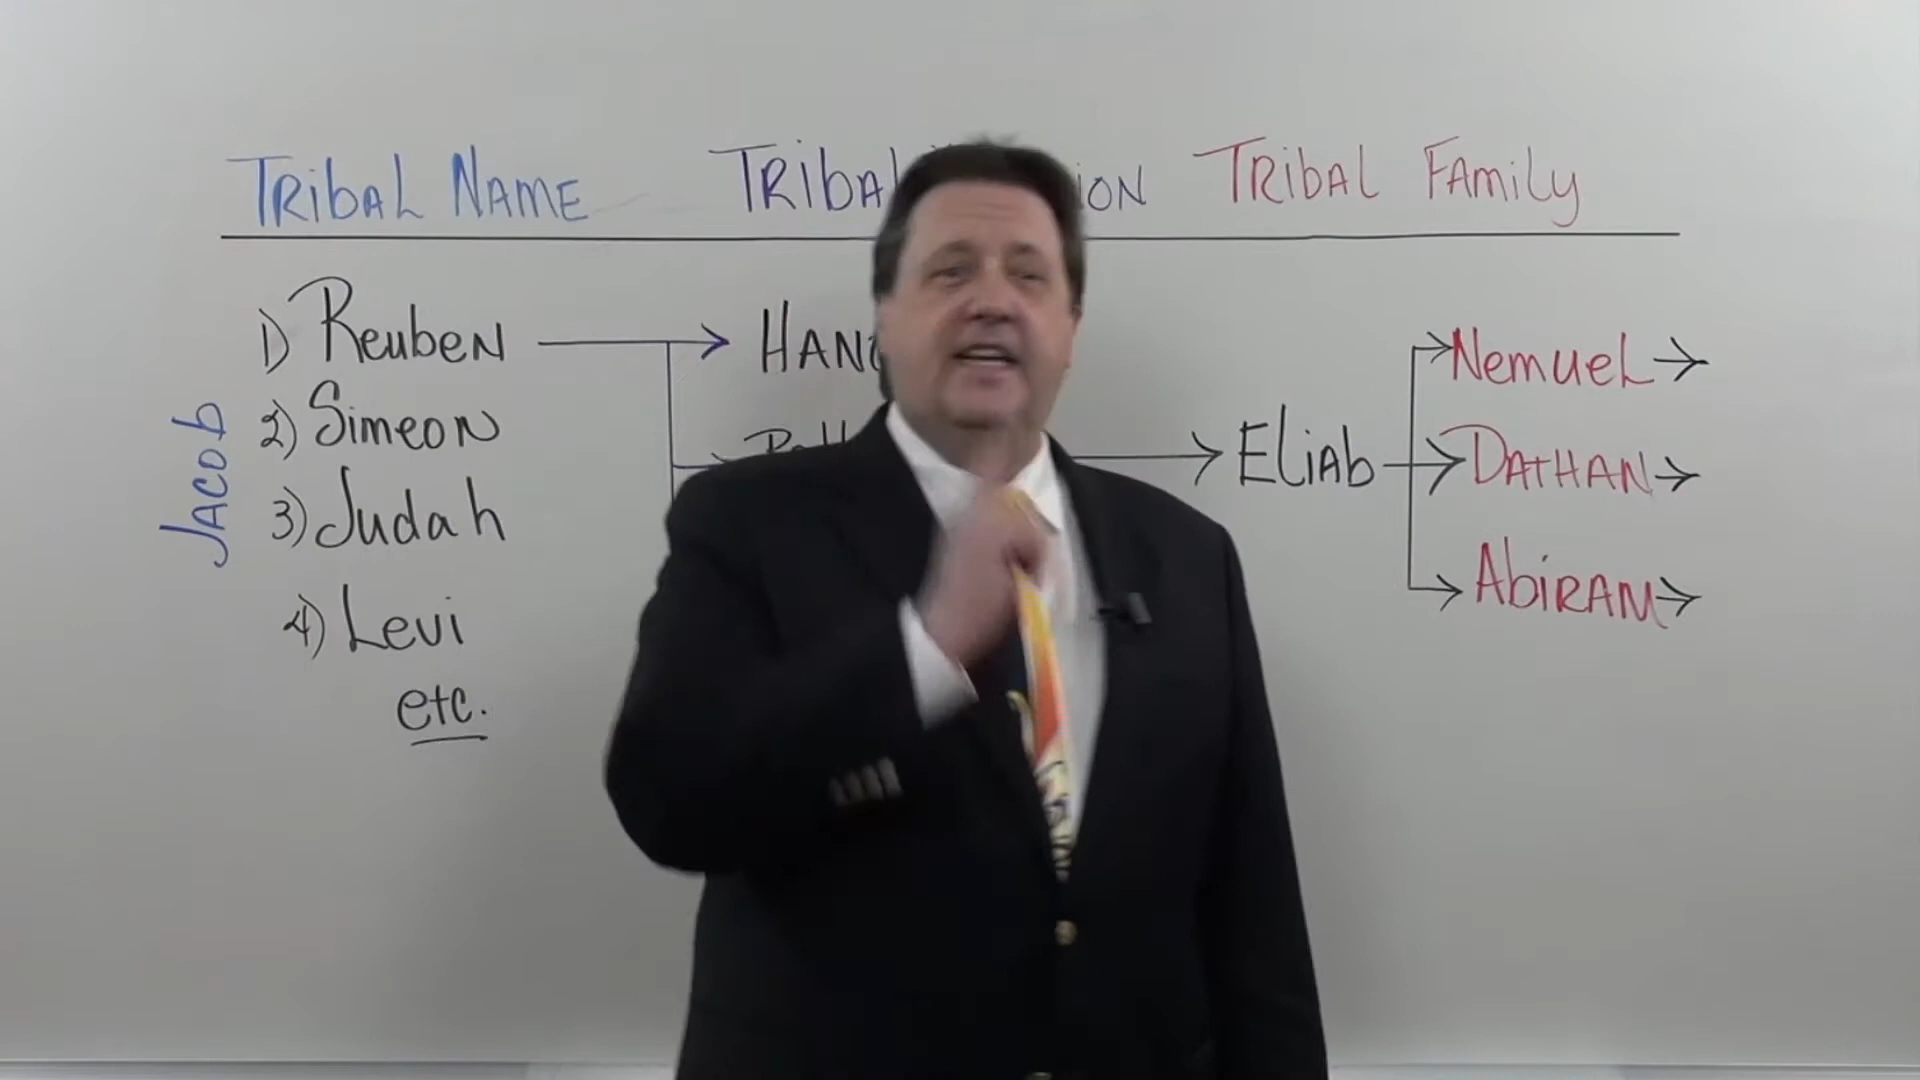 TRibAL NAME TRibAL ION TRIBAL FAmily
1) ReubeN HAN
2) SimeoN
3) Judah EliAb
4) Levi
etc.
JACOb
NemueL
DAtHAN
AbiRAM